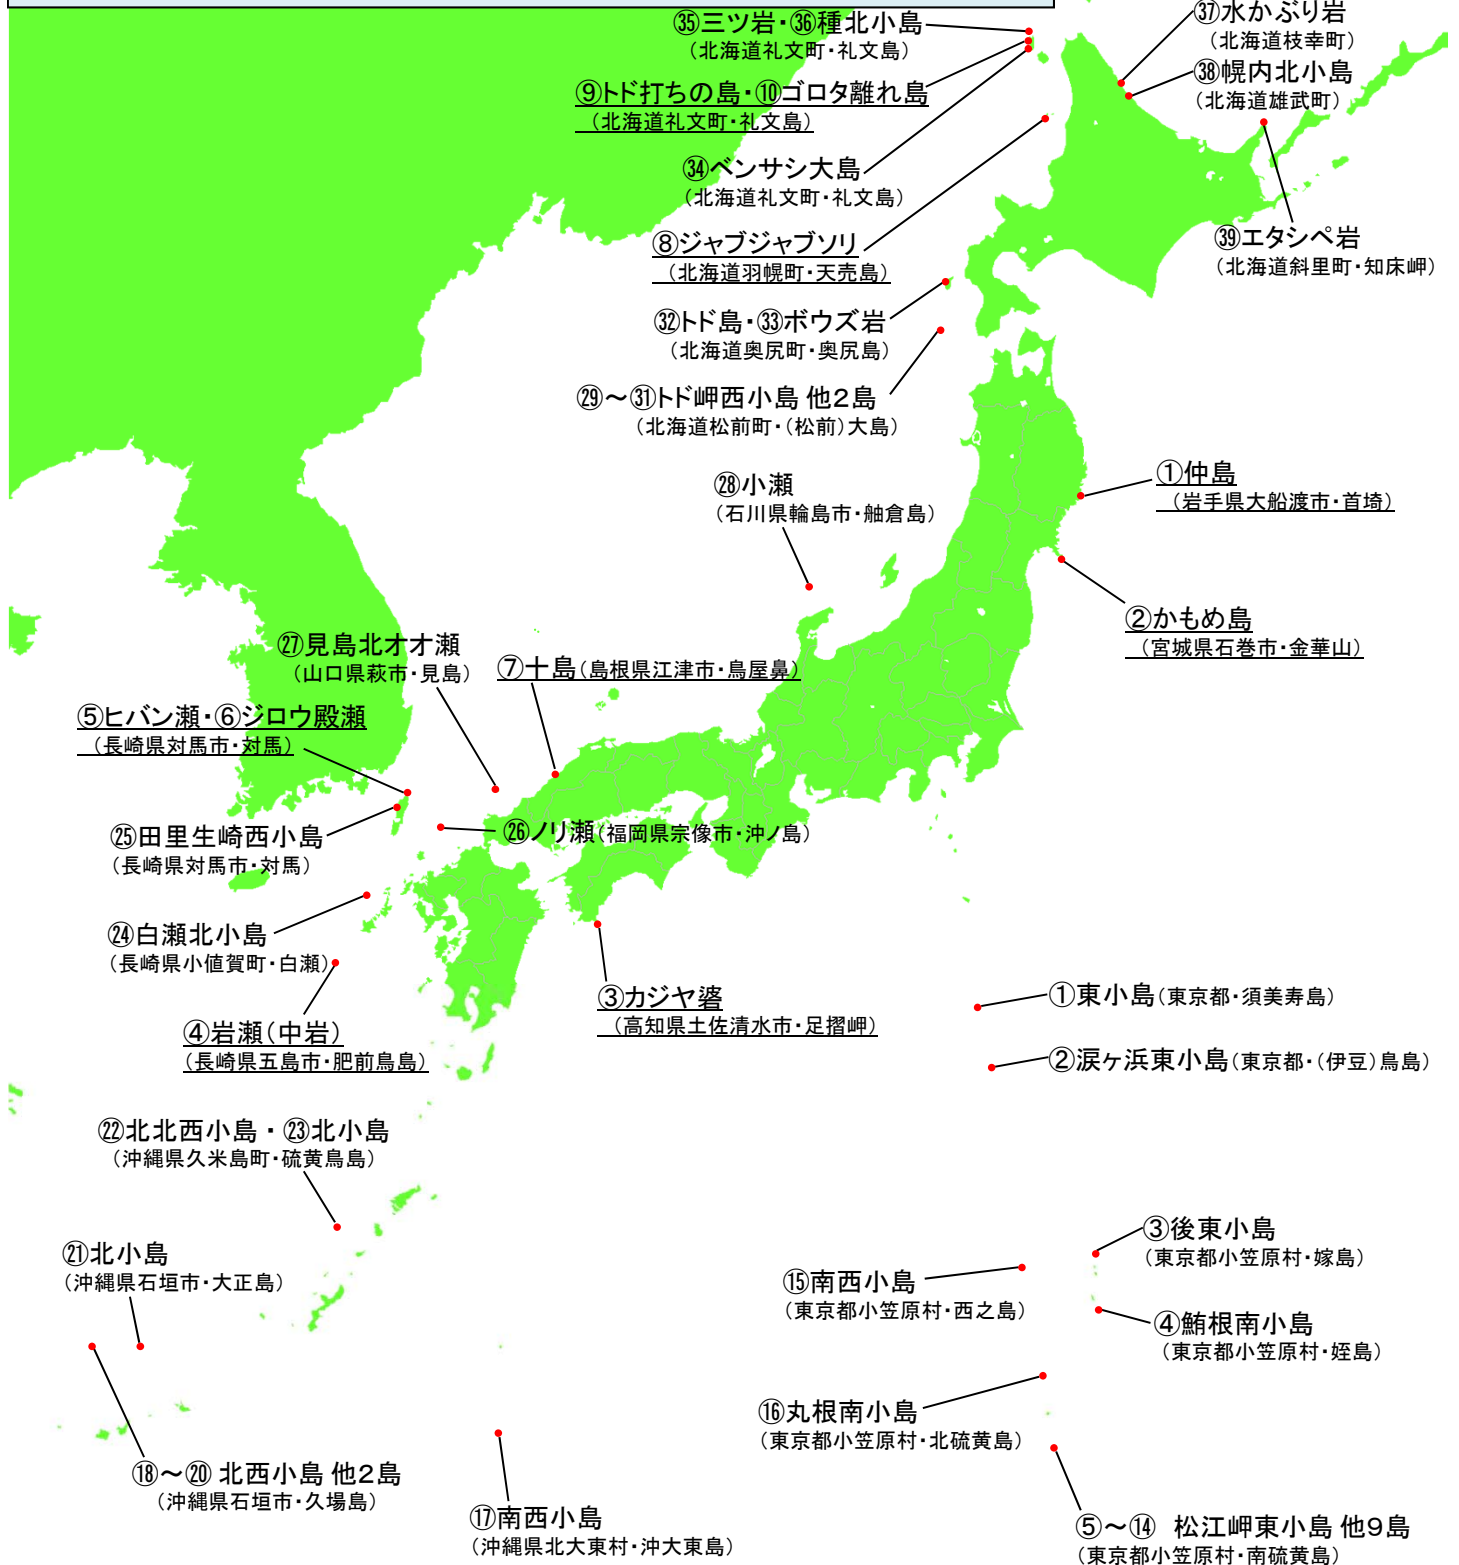 ㉟三ツ岩・㊱種北小島
（北海道礼文町・礼文島）
㊲水かぶり岩
（北海道枝幸町）
⑨トド打ちの島・⑩ゴロタ離れ島
（北海道礼文町・礼文島）
㊳幌内北小島
（北海道雄武町）
㉞ベンサシ大島
（北海道礼文町・礼文島）
⑧ジャブジャブソリ
（北海道羽幌町・天売島）
㊴エタシペ岩
（北海道斜里町・知床岬）
㉜トド島・㉝ボウズ岩
（北海道奥尻町・奥尻島）
㉙～㉛トド岬西小島 他２島
（北海道松前町・(松前)大島）
①仲島
（岩手県大船渡市・首埼）
㉘小瀬
（石川県輪島市・舳倉島）
②かもめ島
（宮城県石巻市・金華山）
㉗見島北オオ瀬
（山口県萩市・見島）
⑦十島(島根県江津市・鳥屋鼻)
⑤ヒバン瀬・⑥ジロウ殿瀬
（長崎県対馬市・対馬）
㉕田里生崎西小島
（長崎県対馬市・対馬）
㉖ノリ瀬(福岡県宗像市・沖ノ島)
㉔白瀬北小島
（長崎県小値賀町・白瀬）
④岩瀬(中岩)
（長崎県五島市・肥前鳥島）
③カジヤ婆
（高知県土佐清水市・足摺岬）
①東小島(東京都・須美寿島)
②涙ヶ浜東小島(東京都・(伊豆)鳥島)
㉒北北西小島・㉓北小島
（沖縄県久米島町・硫黄鳥島）
㉑北小島
（沖縄県石垣市・大正島）
③後東小島
（東京都小笠原村・嫁島）
⑮南西小島
（東京都小笠原村・西之島）
④鮪根南小島
（東京都小笠原村・姪島）
⑯丸根南小島
（東京都小笠原村・北硫黄島）
⑱～⑳ 北西小島 他２島
（沖縄県石垣市・久場島）
⑰南西小島
（沖縄県北大東村・沖大東島）
⑤～⑭ 松江岬東小島 他９島
（東京都小笠原村・南硫黄島）